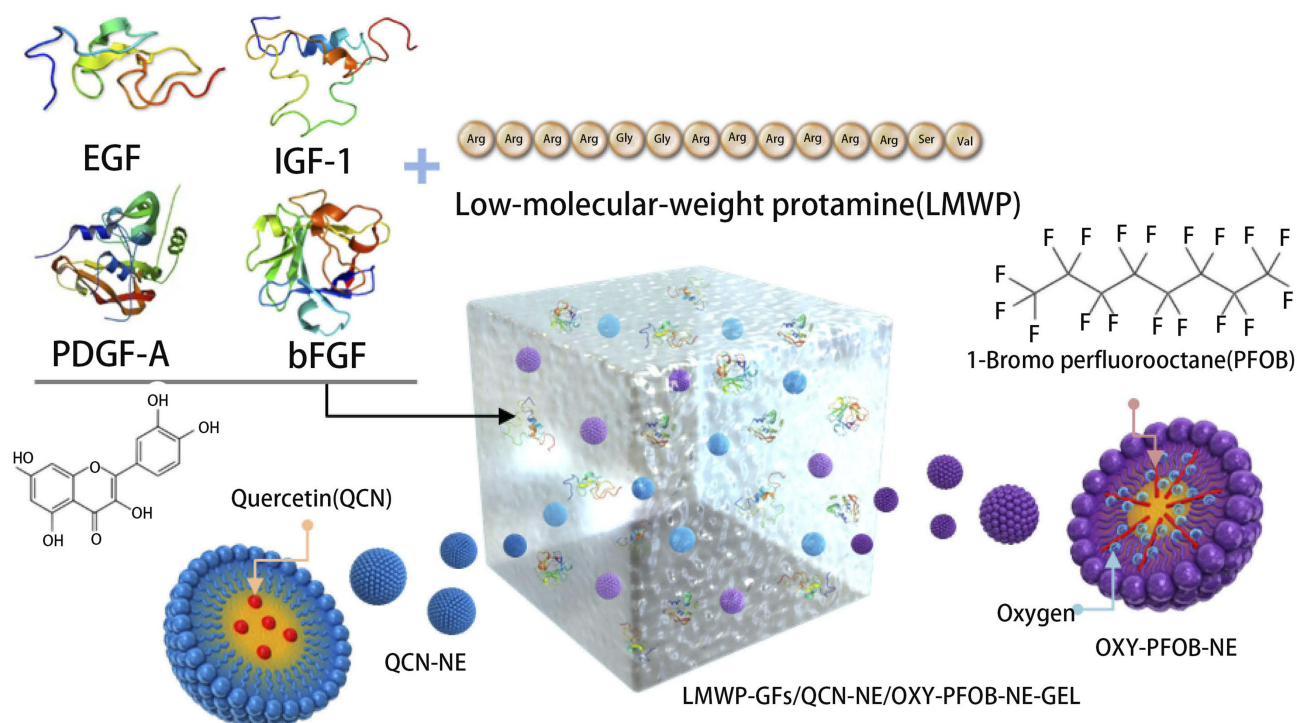 EGF
IGF-1
+
Arg Arg Arg Arg Gly Gly Arg Arg Arg Arg Arg Arg Ser Val
Low-molecular-weight protamine(LMWP)
PDGF-A
bFGF
F F F F F F F
F
F
F F F F F F F
F
1-Bromo perfluorooctane(PFOB)
OH
OH
HO
O
OH
OH O
Quercetin(QCN)
QCN-NE
Oxygen
OXY-PFOB-NE
LMWP-GFs/QCN-NE/OXY-PFOB-NE-GEL